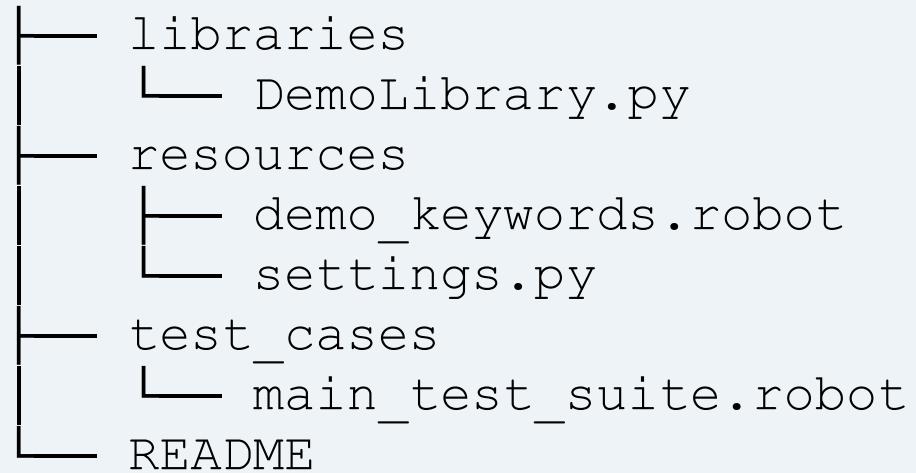 libraries
DemoLibrary.py
resources
demo_keywords.robot
settings.py
test_cases
main_test_suite.robot
README